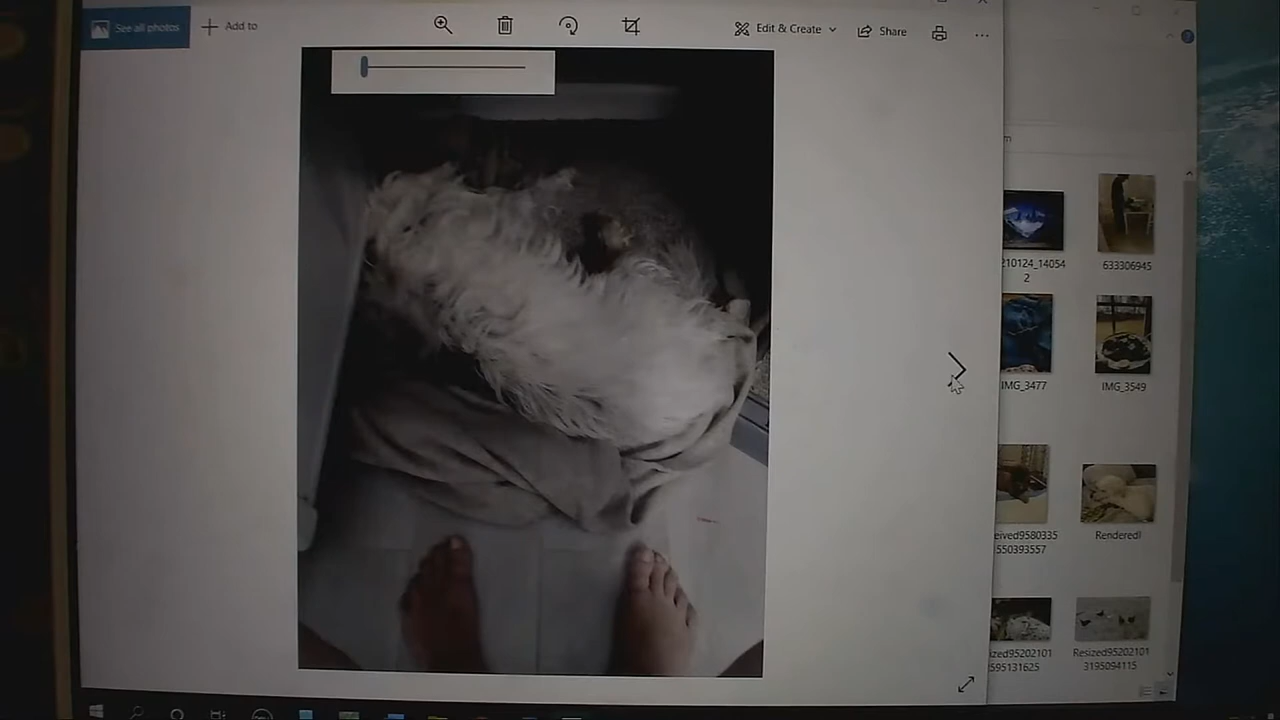 See all photos
Add to
Edit & Create
Share
210124_14054
2
633306945
IMG_3477
IMG_3549
eived9580335
550393557
Rendered!
ized95202101
595131625
Resized95202101
3195094115